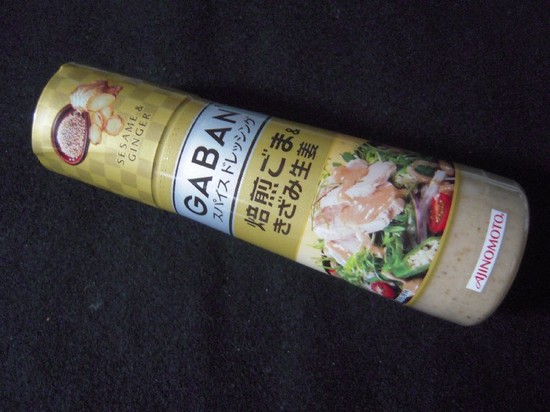 SESAME &
GINGER
GABAN
スパイスドレッシング
焙煎ごま&
きざみ生姜
AJINOMOTO